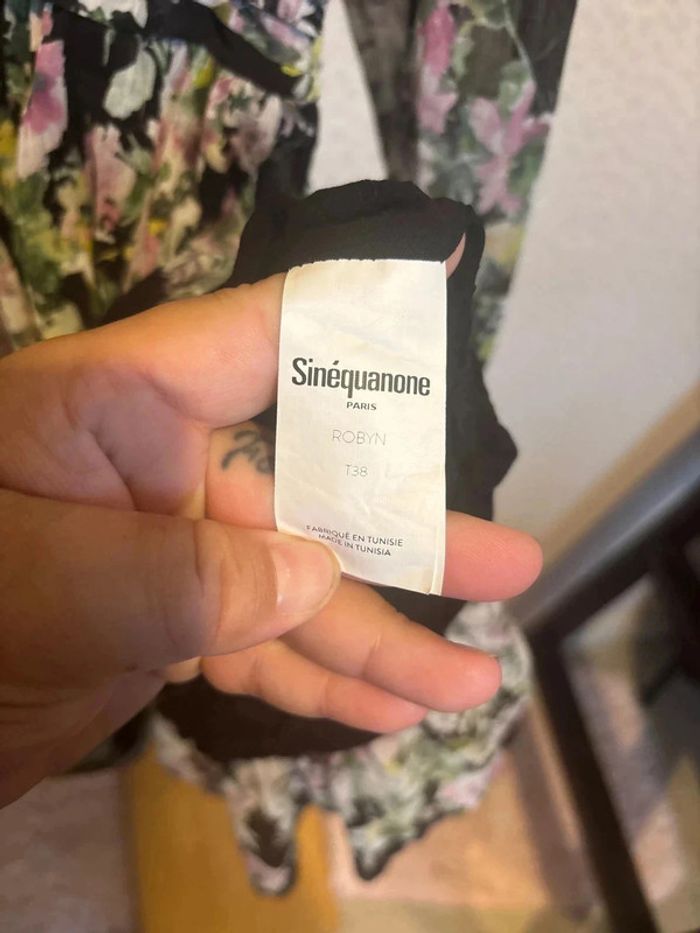 Sinéquanone
PARIS
ROBYN
T38
FABRIQUÉ EN TUNISIE
MADE IN TUNISIA